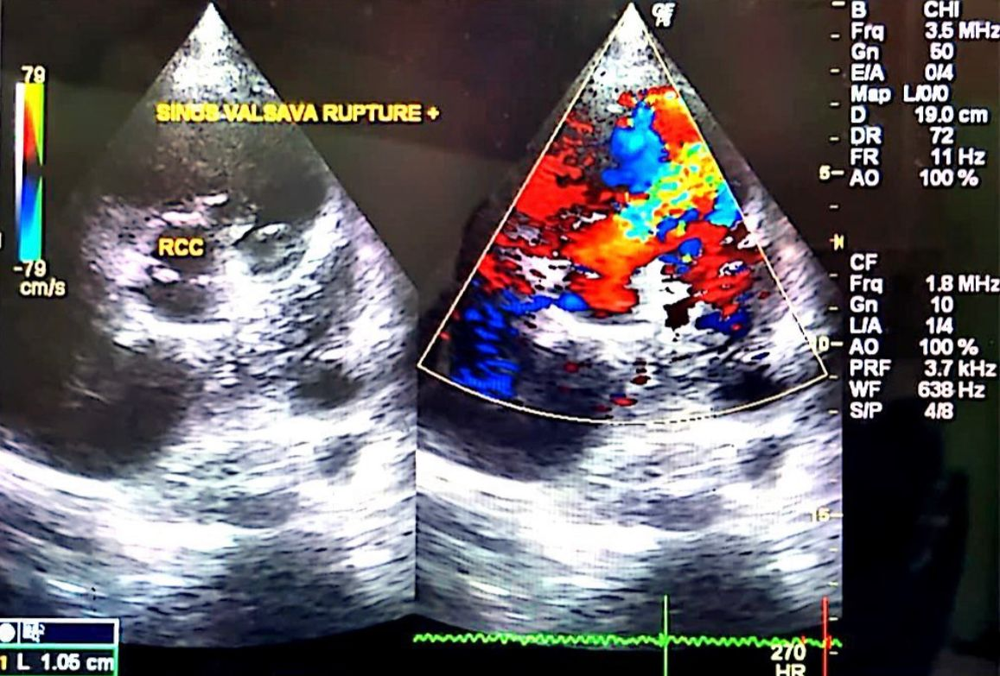 79
-79
cm/s
SINUS VALSAVA RUPTURE +
RCC
1 L 1.05 cm
5
10
15
B CHI
Frq 3.5 MHz
Gn 50
E/A 0/4
Map L/0/0
D 19.0 cm
DR 72
FR 11 Hz
AO 100 %
CF
Frq 1.8 MHz
Gn 10
L/A 1/4
AO 100 %
PRF 3.7 kHz
WF 638 Hz
S/P 4/8
270
HR